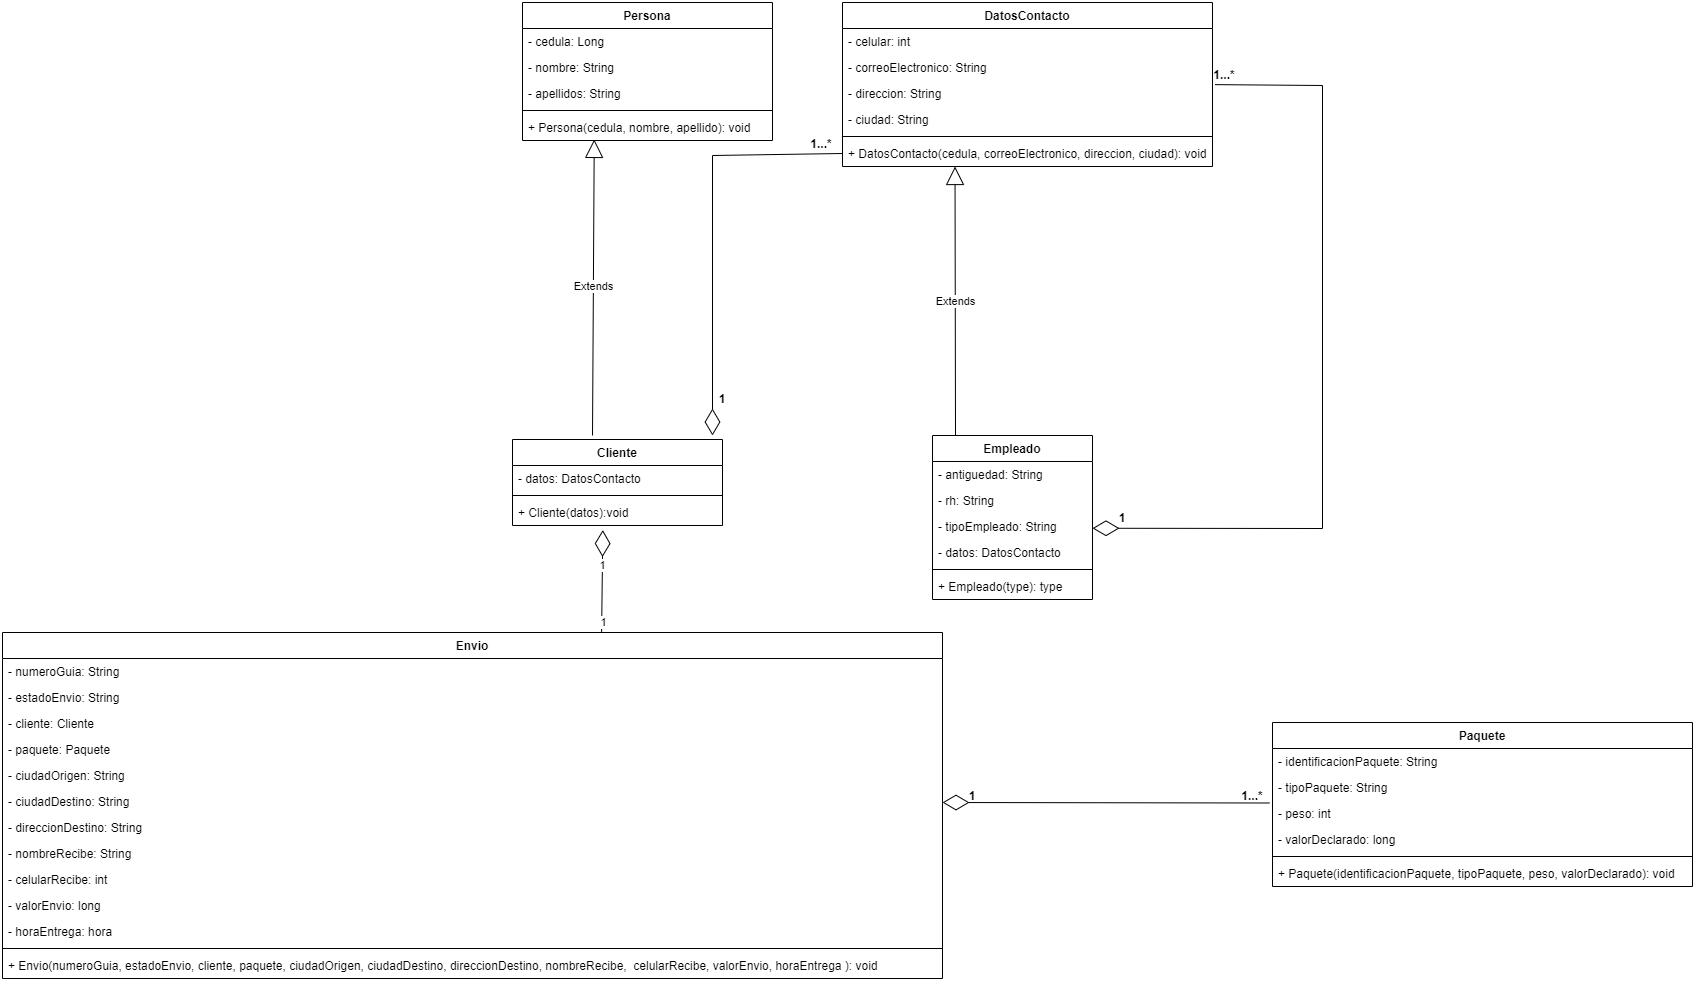 Persona
- cedula: Long
- nombre: String
- apellidos: String
+ Persona(cedula, nombre, apellido): void
DatosContacto
- celular: int
- correoElectronico: String
- direccion: String
- ciudad: String
+ DatosContacto(cedula, correoElectronico, direccion, ciudad): void
1...*
1...*
Extends
Extends
1
Cliente
- datos: DatosContacto
+ Cliente(datos):void
Empleado
- antiguedad: String
- rh: String
- tipoEmpleado: String
- datos: DatosContacto
+ Empleado(type): type
1
1
1
Envio
- numeroGuia: String
- estadoEnvio: String
- cliente: Cliente
- paquete: Paquete
- ciudadOrigen: String
- ciudadDestino: String
- direccionDestino: String
- nombreRecibe: String
- celularRecibe: int
- valorEnvio: long
- horaEntrega: hora
+ Envio(numeroGuia, estadoEnvio, cliente, paquete, ciudadOrigen, ciudadDestino, direccionDestino, nombreRecibe,  celularRecibe, valorEnvio, horaEntrega ): void
1
1...*
Paquete
- identificacionPaquete: String
- tipoPaquete: String
- peso: int
- valorDeclarado: long
+ Paquete(identificacionPaquete, tipoPaquete, peso, valorDeclarado): void